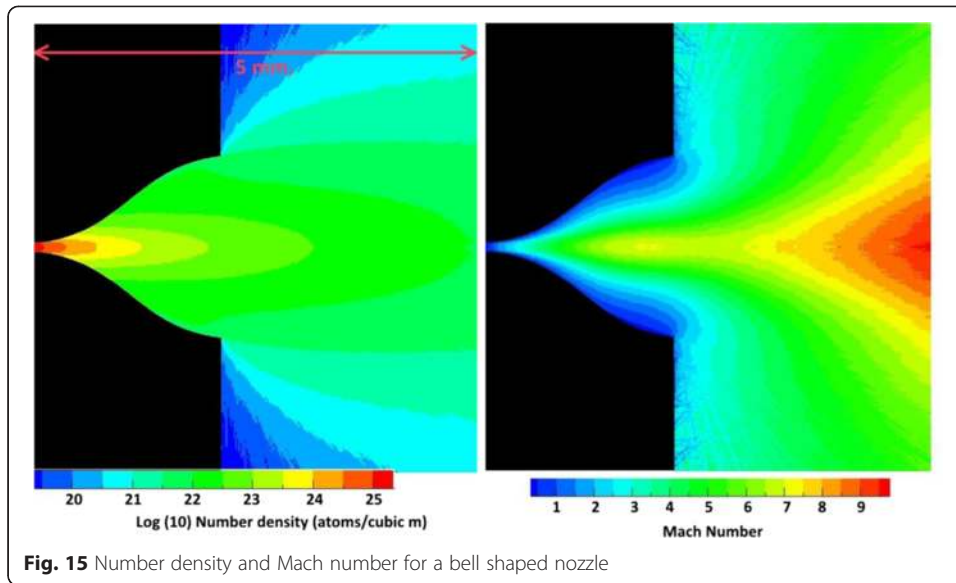 5 mm.
20 21 22 23 24 25
Log (10) Number density (atoms/cubic m)
1 2 3 4 5 6 7 8 9
Mach Number
Fig. 15 Number density and Mach number for a bell shaped nozzle